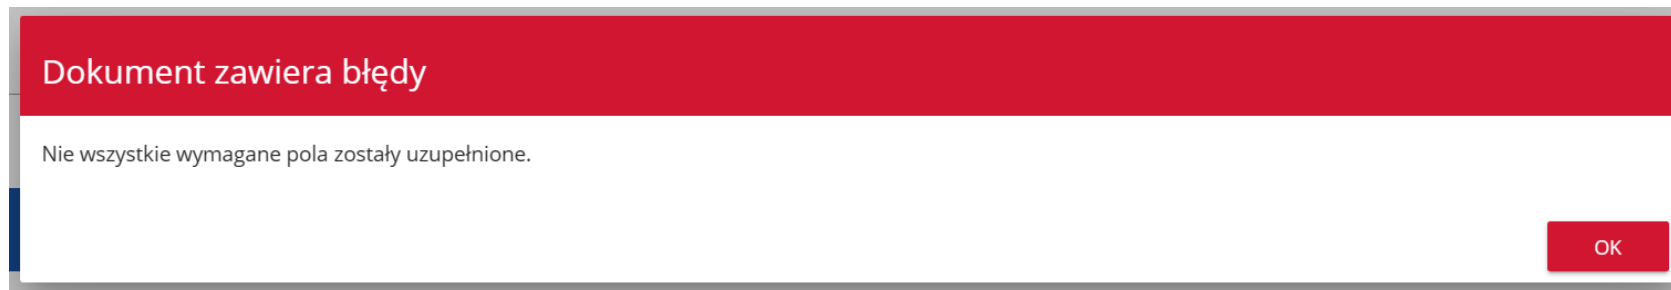 Dokument zawiera błędy
Nie wszystkie wymagane pola zostały uzupełnione.
OK